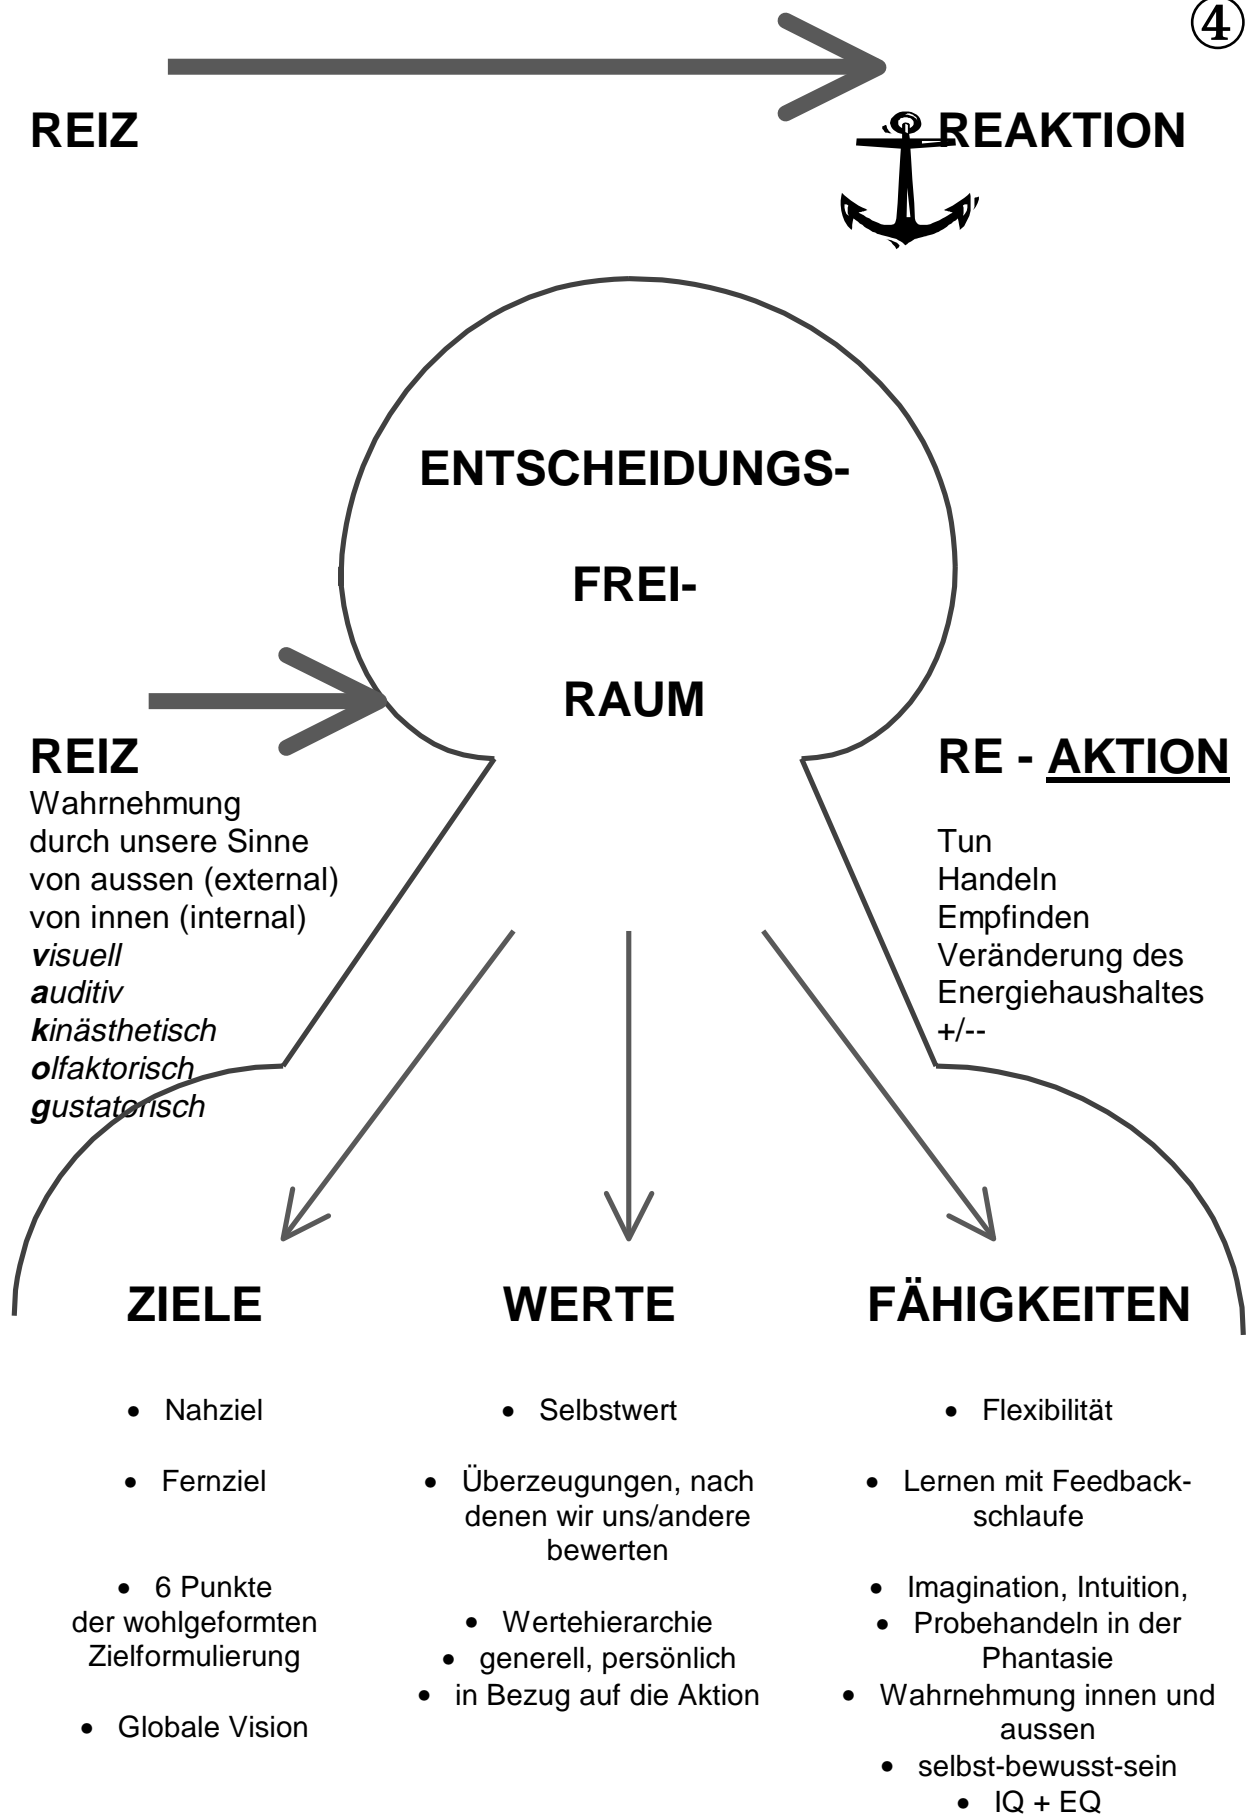 ④
REIZ
REAKTION
ENTSCHEIDUNGS-
FREI-
RAUM
REIZ
Wahrnehmung
durch unsere Sinne
von aussen (external)
von innen (internal)
visuell
auditiv
kinästhetisch
olfaktorisch
gustatorisch
RE - AKTION
Tun
Handeln
Empfinden
Veränderung des
Energiehaushaltes
+/--
ZIELE
• Nahziel
• Fernziel
• 6 Punkte
der wohlgeformten
Zielformulierung
• Globale Vision
WERTE
• Selbstwert
• Überzeugungen, nach
denen wir uns/andere
bewerten
• Wertehierarchie
• generell, persönlich
• in Bezug auf die Aktion
FÄHIGKEITEN
• Flexibilität
• Lernen mit Feedback-
schlaufe
• Imagination, Intuition,
• Probehandeln in der
Phantasie
• Wahrnehmung innen und
aussen
• selbst-bewusst-sein
• IQ + EQ